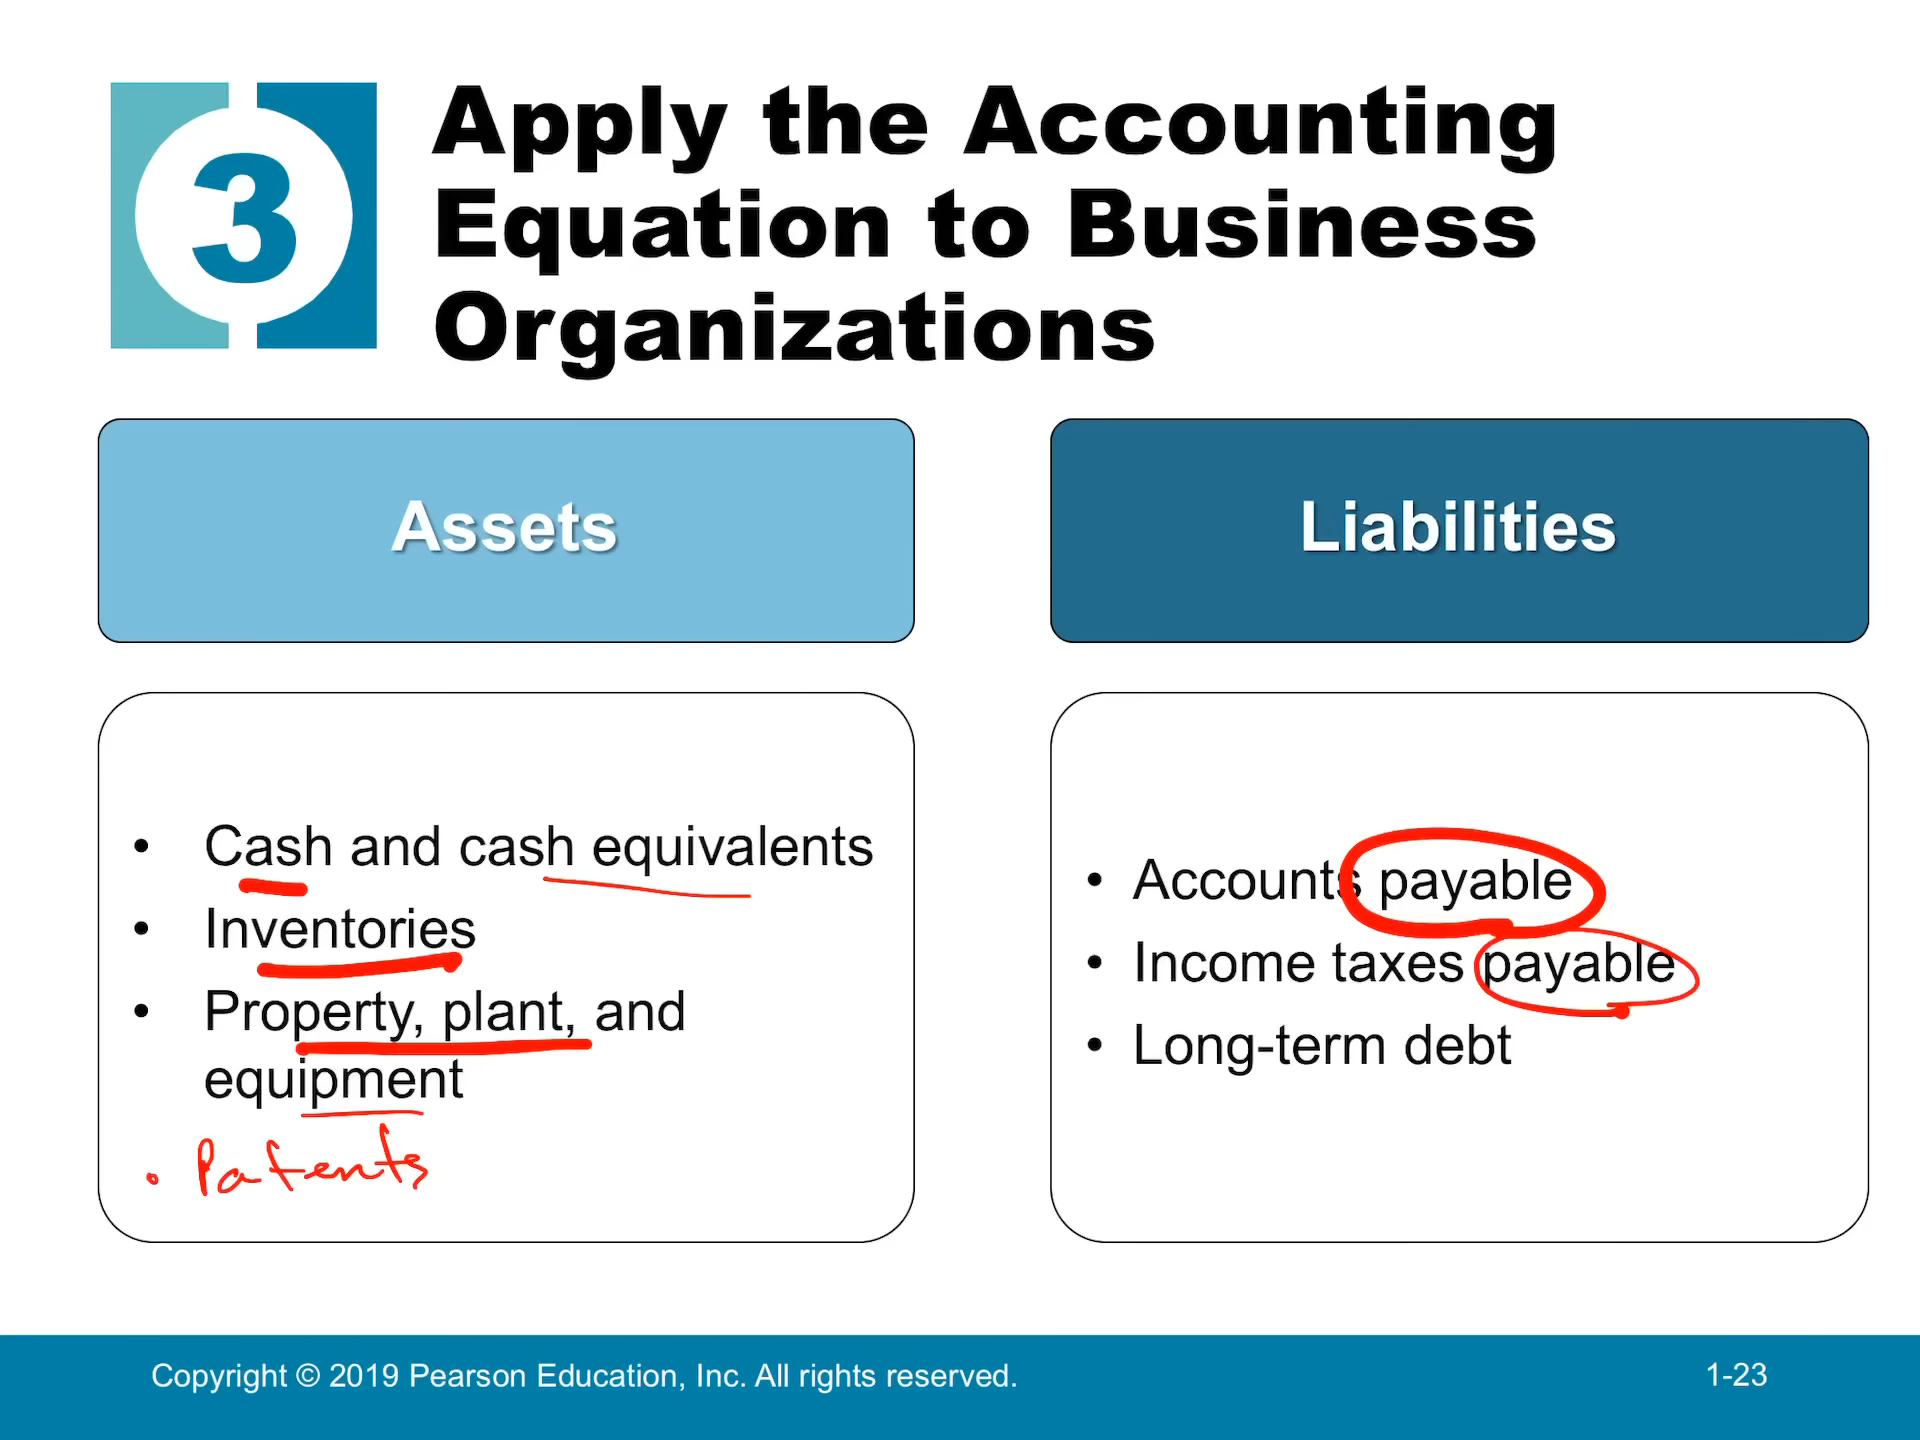 3
Apply the Accounting
Equation to Business
Organizations
Assets
• Cash and cash equivalents
• Inventories
• Property, plant, and
equipment
• Patents
Liabilities
• Accounts payable
• Income taxes payable
• Long-term debt
Copyright © 2019 Pearson Education, Inc. All rights reserved.
1-23